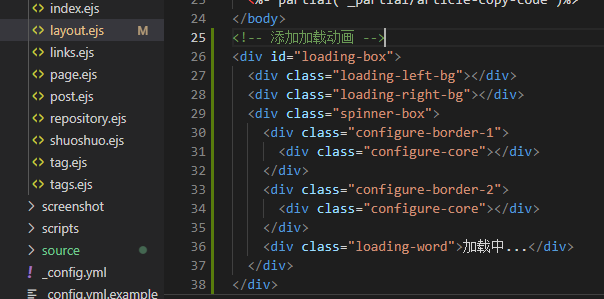 index.ejs
layout.ejs M
links.ejs
page.ejs
post.ejs
repository.ejs
shuoshuo.ejs
tag.ejs
tags.ejs
screenshot
scripts
source
_config.yml
_config.yml.example
<%- partial('_partial/article-copy-code') %>
24 </body>
25 <!-- 添加加载动画 -->
26 <div id="loading-box">
27 <div class="loading-left-bg"></div>
28 <div class="loading-right-bg"></div>
29 <div class="spinner-box">
30 <div class="configure-border-1">
31 <div class="configure-core"></div>
32 </div>
33 <div class="configure-border-2">
34 <div class="configure-core"></div>
35 </div>
36 <div class="loading-word">加载中...</div>
37 </div>
38 </div>